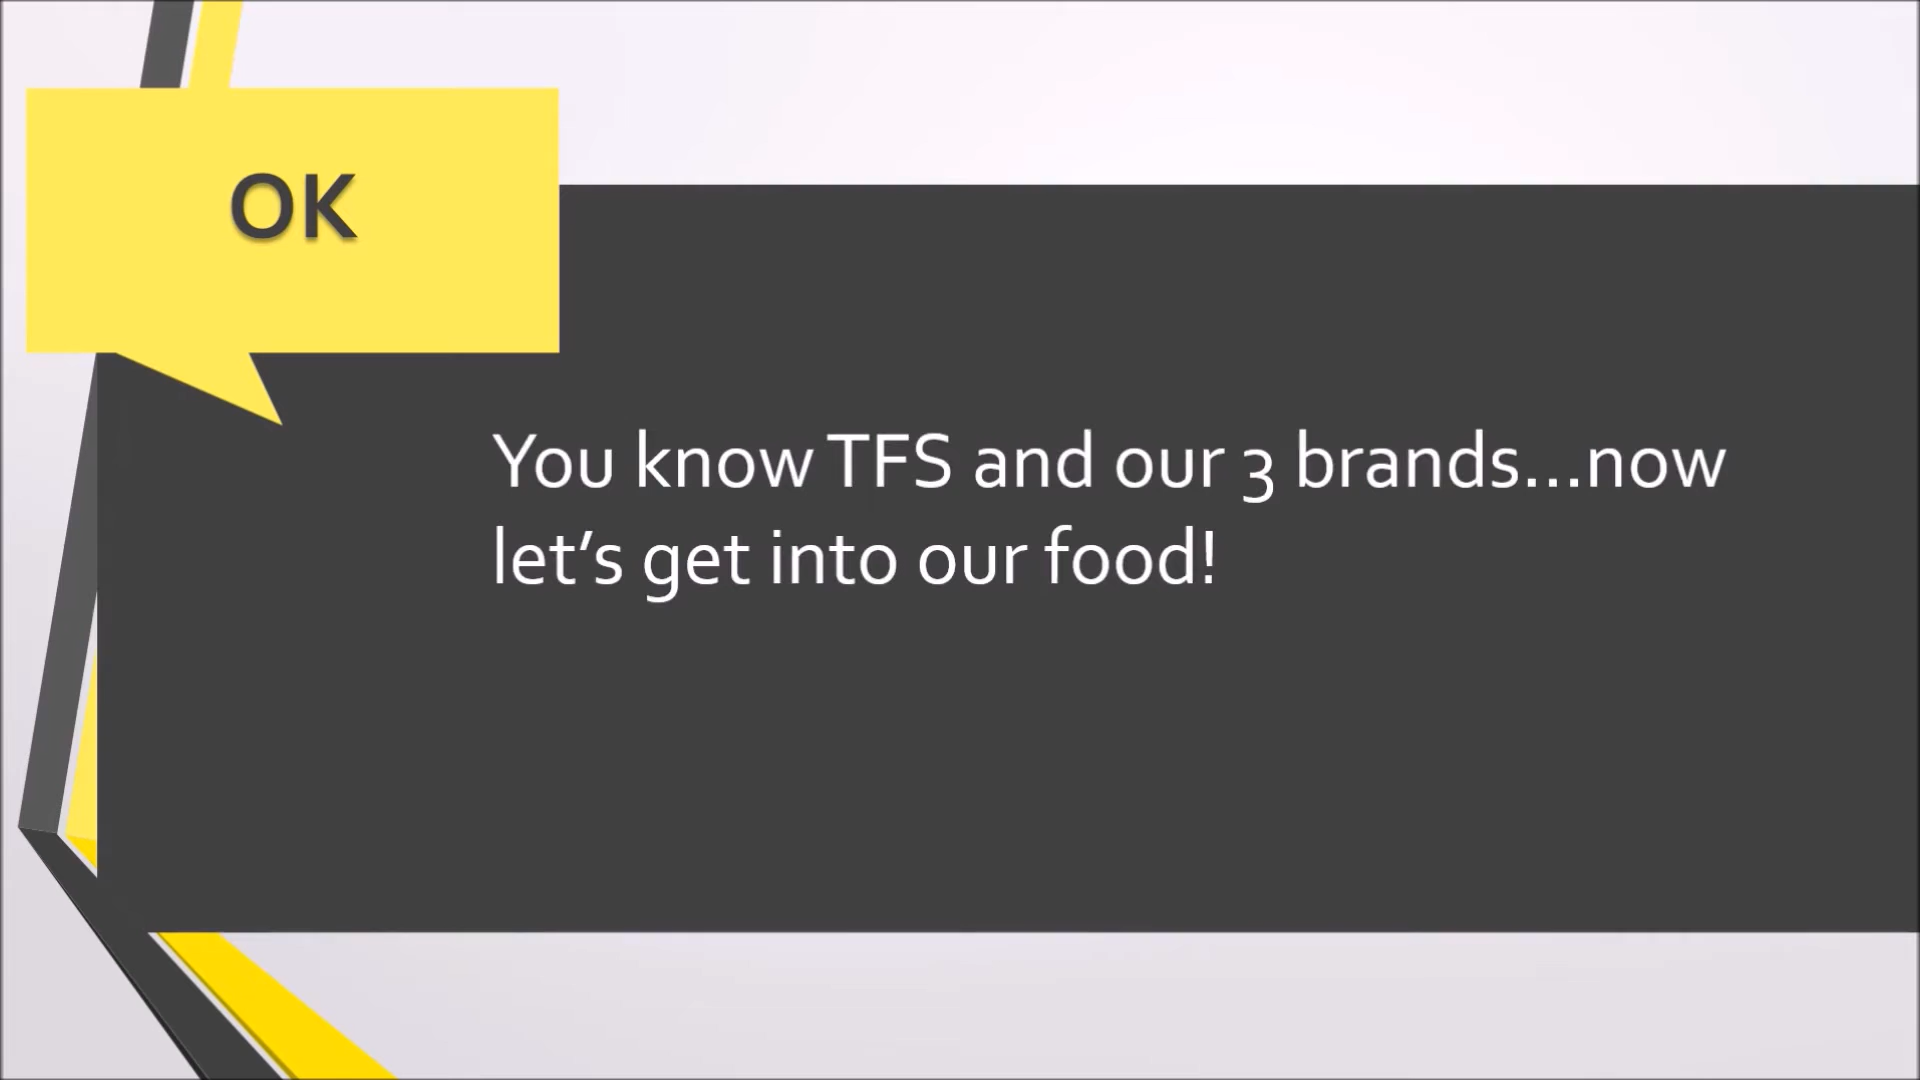 OK
You know TFS and our 3 brands...now
let’s get into our food!